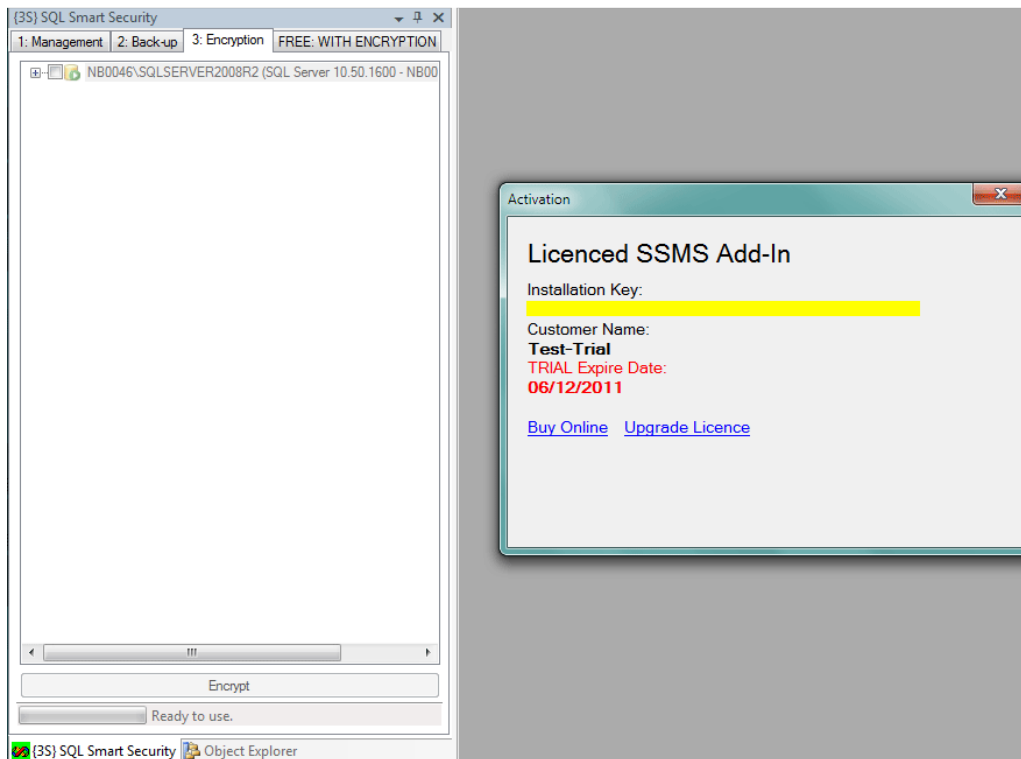 {3S} SQL Smart Security
1: Management 2: Back-up 3: Encryption FREE: WITH ENCRYPTION
NB0046\SQLSERVER2008R2 (SQL Server 10.50.1600 - NB00
Activation
Licenced SSMS Add-In
Installation Key:
Customer Name:
Test-Trial
TRIAL Expire Date:
06/12/2011
Buy Online Upgrade Licence
Encrypt
Ready to use.
{3S} SQL Smart Security Object Explorer